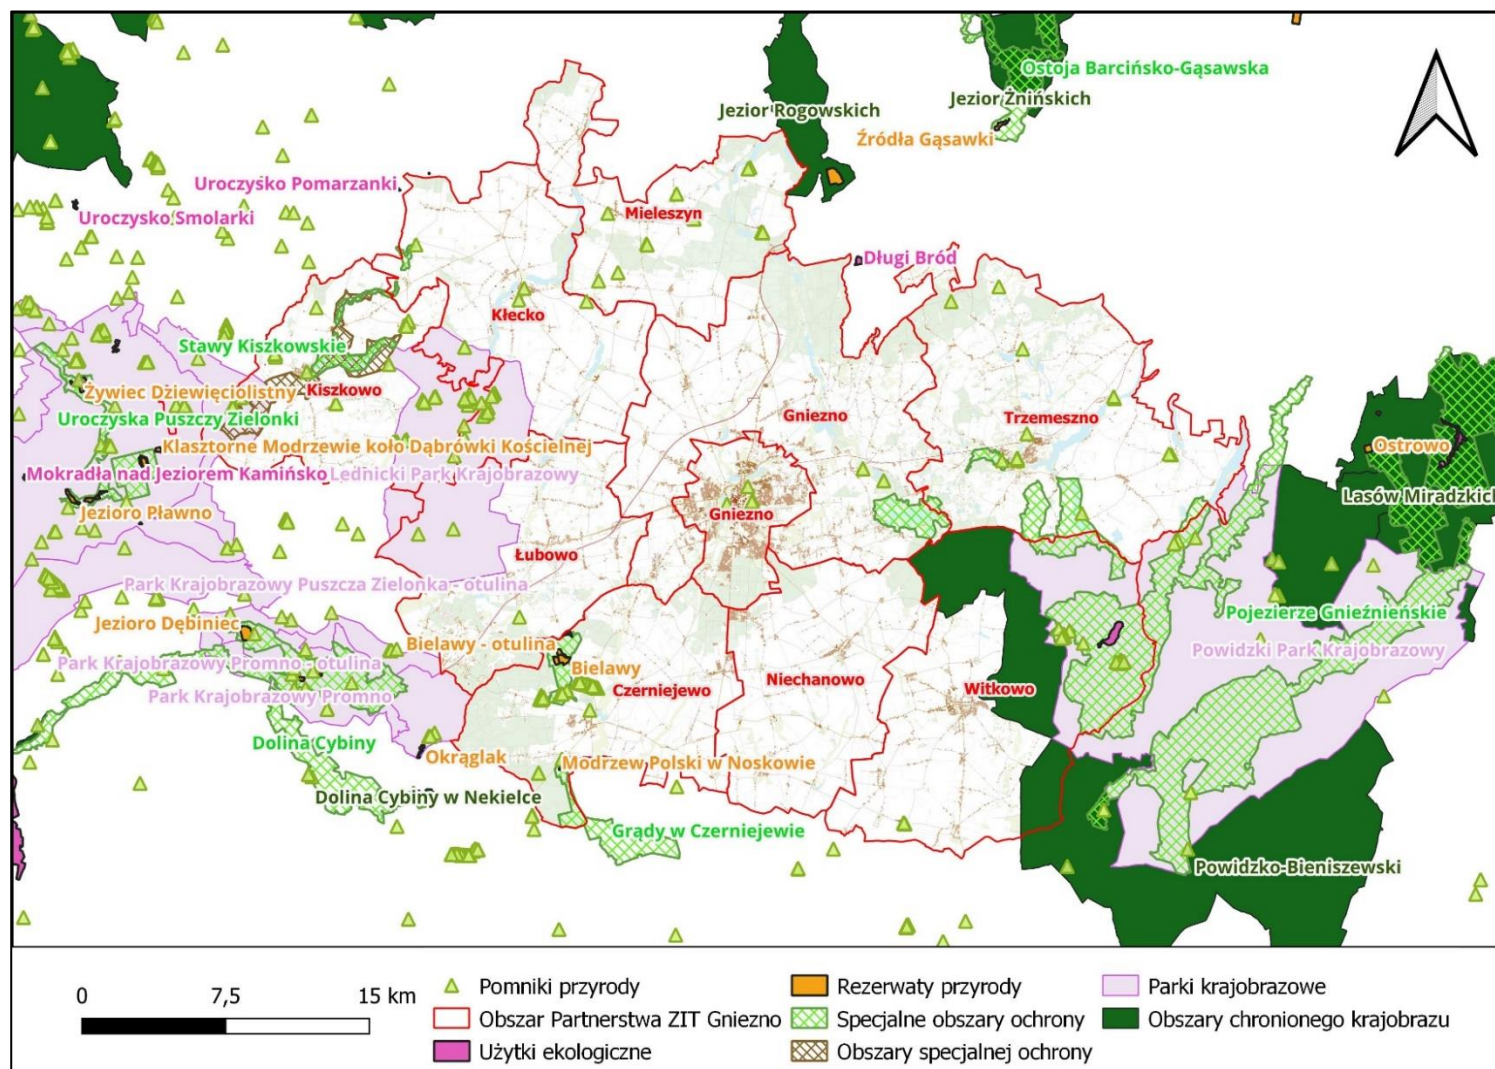 Ostoja Barcińsko-Gąsawska
Jezior Żnińskich
Jezior Rogowskich
Źródła Gąsawki
Uroczysko Pomarzanki
Uroczysko Smolarki
Mieleszyn
Długi Bród
Kłecko
Stawy Kiszkowskie
Kiszkowo
Żywiec Dziewięciolistny
Uroczyska Puszczy Zielonki
Gniezno
Trzemeszno
Klasztorne Modrzewie koło Dąbrówki Kościelnej
Ostrowo
Mokradła nad Jeziorem Kamińsko
Lednicki Park Krajobrazowy
Lasów Miradzkich
Jezioro Pławno
Gniezno
Łubowo
Park Krajobrazowy Puszcza Zielonka - otulina
Pojezierze Gnieźnieńskie
Jezioro Dębiniec
Bielawy - otulina
Powidzki Park Krajobrazowy
Park Krajobrazowy Promno - otulina
Bielawy
Park Krajobrazowy Promno
Czerniejewo
Niechanowo
Witkowo
Dolina Cybiny
Okrąglak
Modrzew Polski w Noskowie
Dolina Cybiny w Nekielce
Grądy w Czerniejewie
Powidzko-Bieniszewski
0 7,5 15 km
Pomniki przyrody
Obszar Partnerstwa ZIT Gniezno
Użytki ekologiczne
Rezerwaty przyrody
Specjalne obszary ochrony
Obszary specjalnej ochrony
Parki krajobrazowe
Obszary chronionego krajobrazu